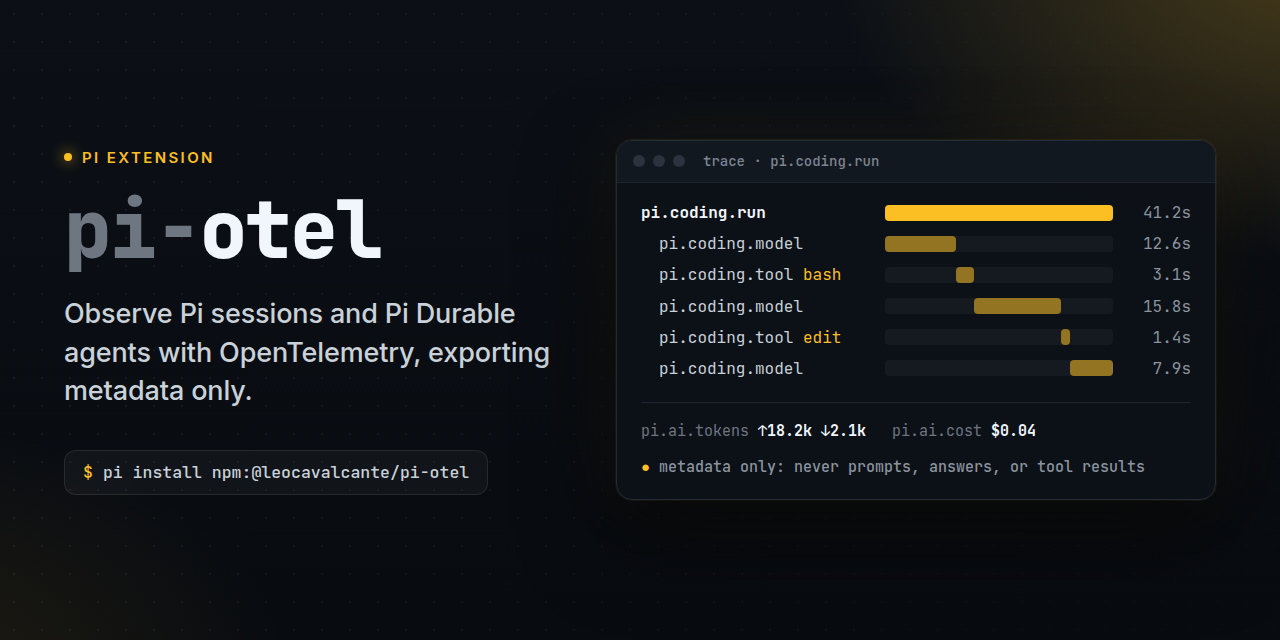 PI EXTENSION
pi-otel
Observe Pi sessions and Pi Durable
agents with OpenTelemetry, exporting
metadata only.
$ pi install npm:@leocavalcante/pi-otel
trace · pi.coding.run
pi.coding.run 41.2s
pi.coding.model 12.6s
pi.coding.tool bash 3.1s
pi.coding.model 15.8s
pi.coding.tool edit 1.4s
pi.coding.model 7.9s
pi.ai.tokens ↑18.2k ↓2.1k pi.ai.cost $0.04
● metadata only: never prompts, answers, or tool results